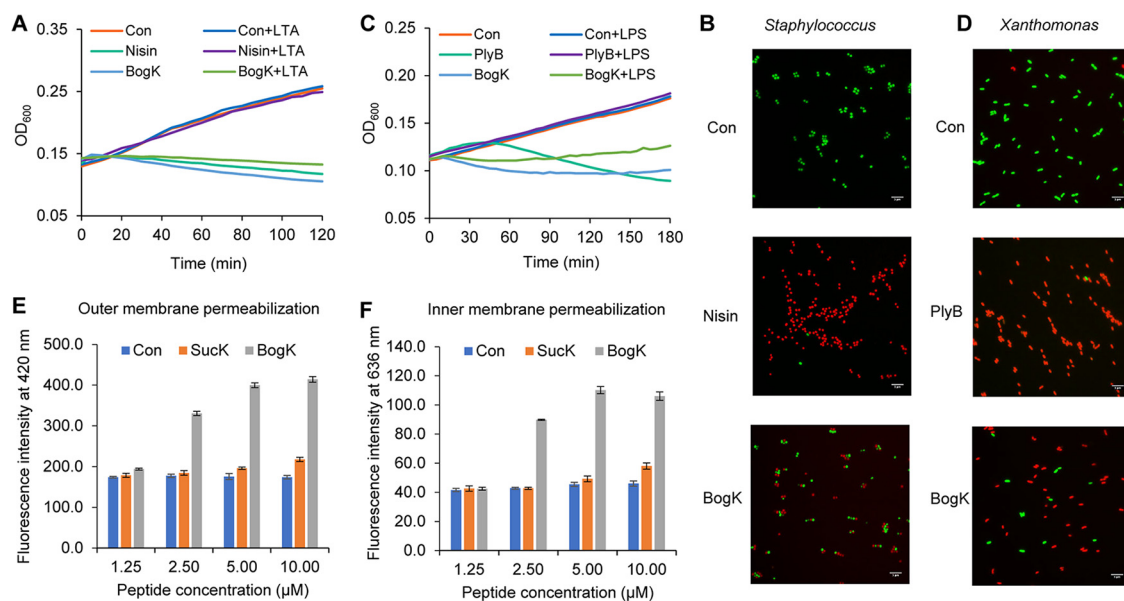 A
Con
Con+LTA
Nisin
Nisin+LTA
BogK
BogK+LTA
OD600
0.25
0.15
0.05
0
20
40
60
80
100
120
Time (min)
C
Con
Con+LPS
PlyB
PlyB+LPS
BogK
BogK+LPS
OD600
0.25
0.20
0.15
0.10
0.05
0
30
60
90
120
150
180
Time (min)
B
Staphylococcus
Con
Nisin
BogK
D
Xanthomonas
Con
PlyB
BogK
E
Outer membrane permeabilization
Con
SucK
BogK
Fluorescence intensity at 420 nm
500.0
400.0
300.0
200.0
100.0
0.0
1.25
2.50
5.00
10.00
Peptide concentration (µM)
F
Inner membrane permeabilization
Con
SucK
BogK
Fluorescence intensity at 636 nm
140.0
120.0
100.0
80.0
60.0
40.0
20.0
0.0
1.25
2.50
5.00
10.00
Peptide concentration (µM)